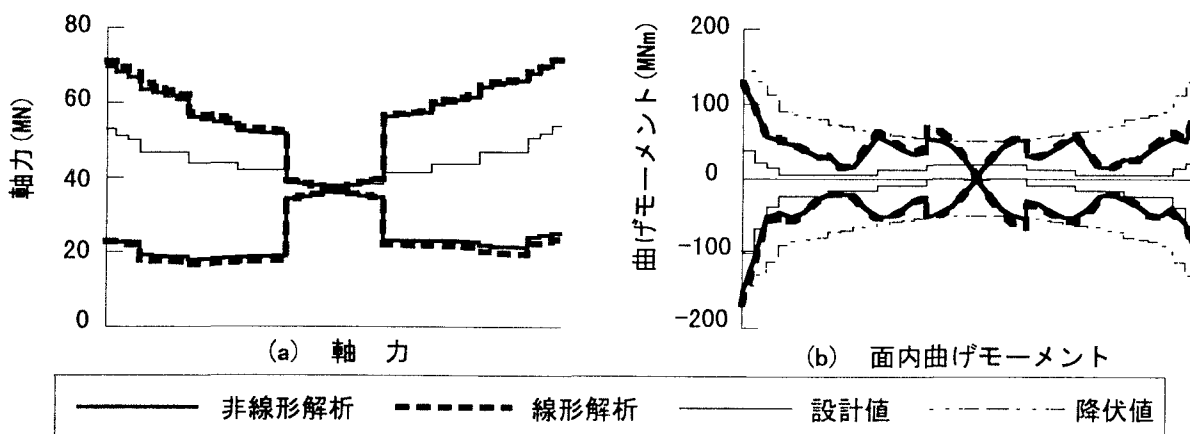 80
60
40
20
0
軸力(MN)
(a) 軸 力
200
100
0
-100
-200
曲げモーメント(MNm)
(b) 面内曲げモーメント
非線形解析
線形解析
設計値
降伏値